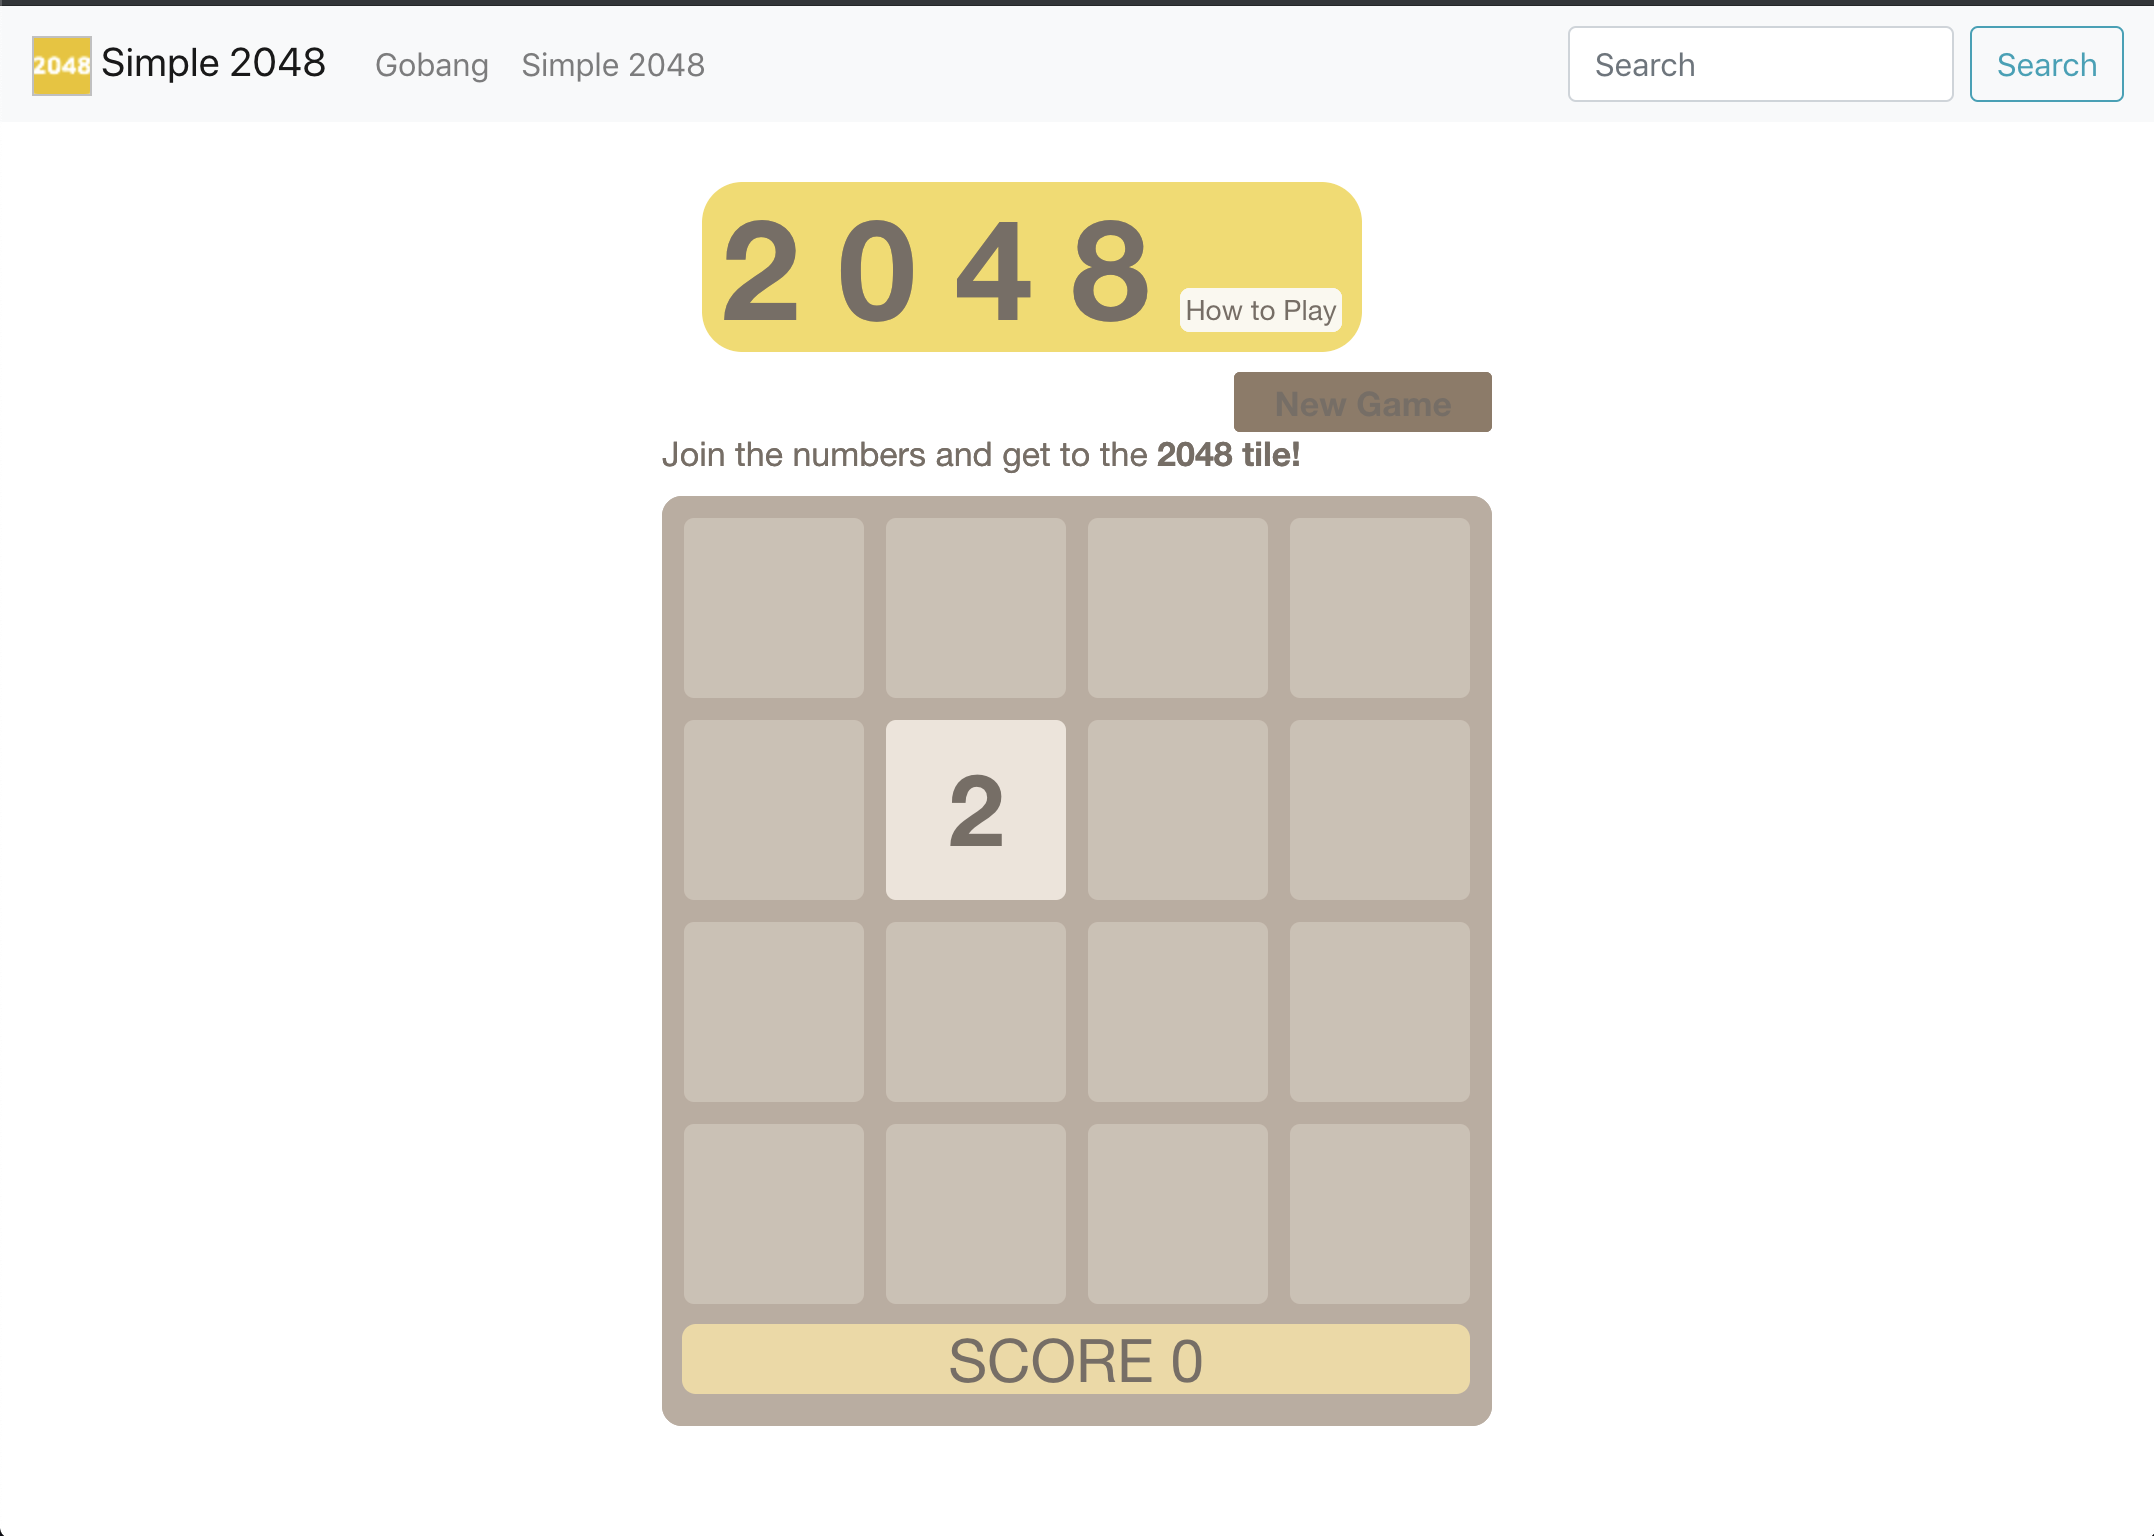 2048 Simple 2048 Gobang Simple 2048 Search Search
2 0 4 8 How to Play
New Game
Join the numbers and get to the 2048 tile!
2
SCORE 0